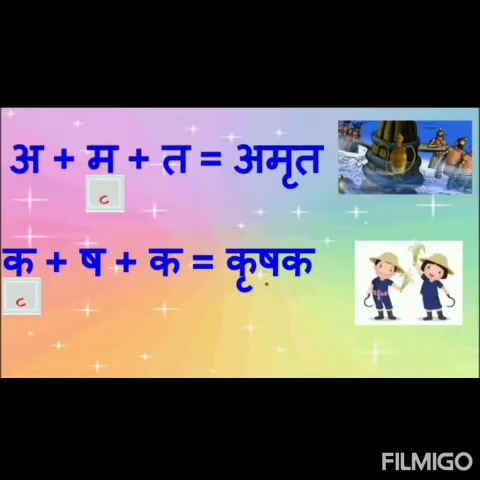 अ + म + त = अमृत
ृ
क + ष + क = कृषक
ृ
FILMIGO